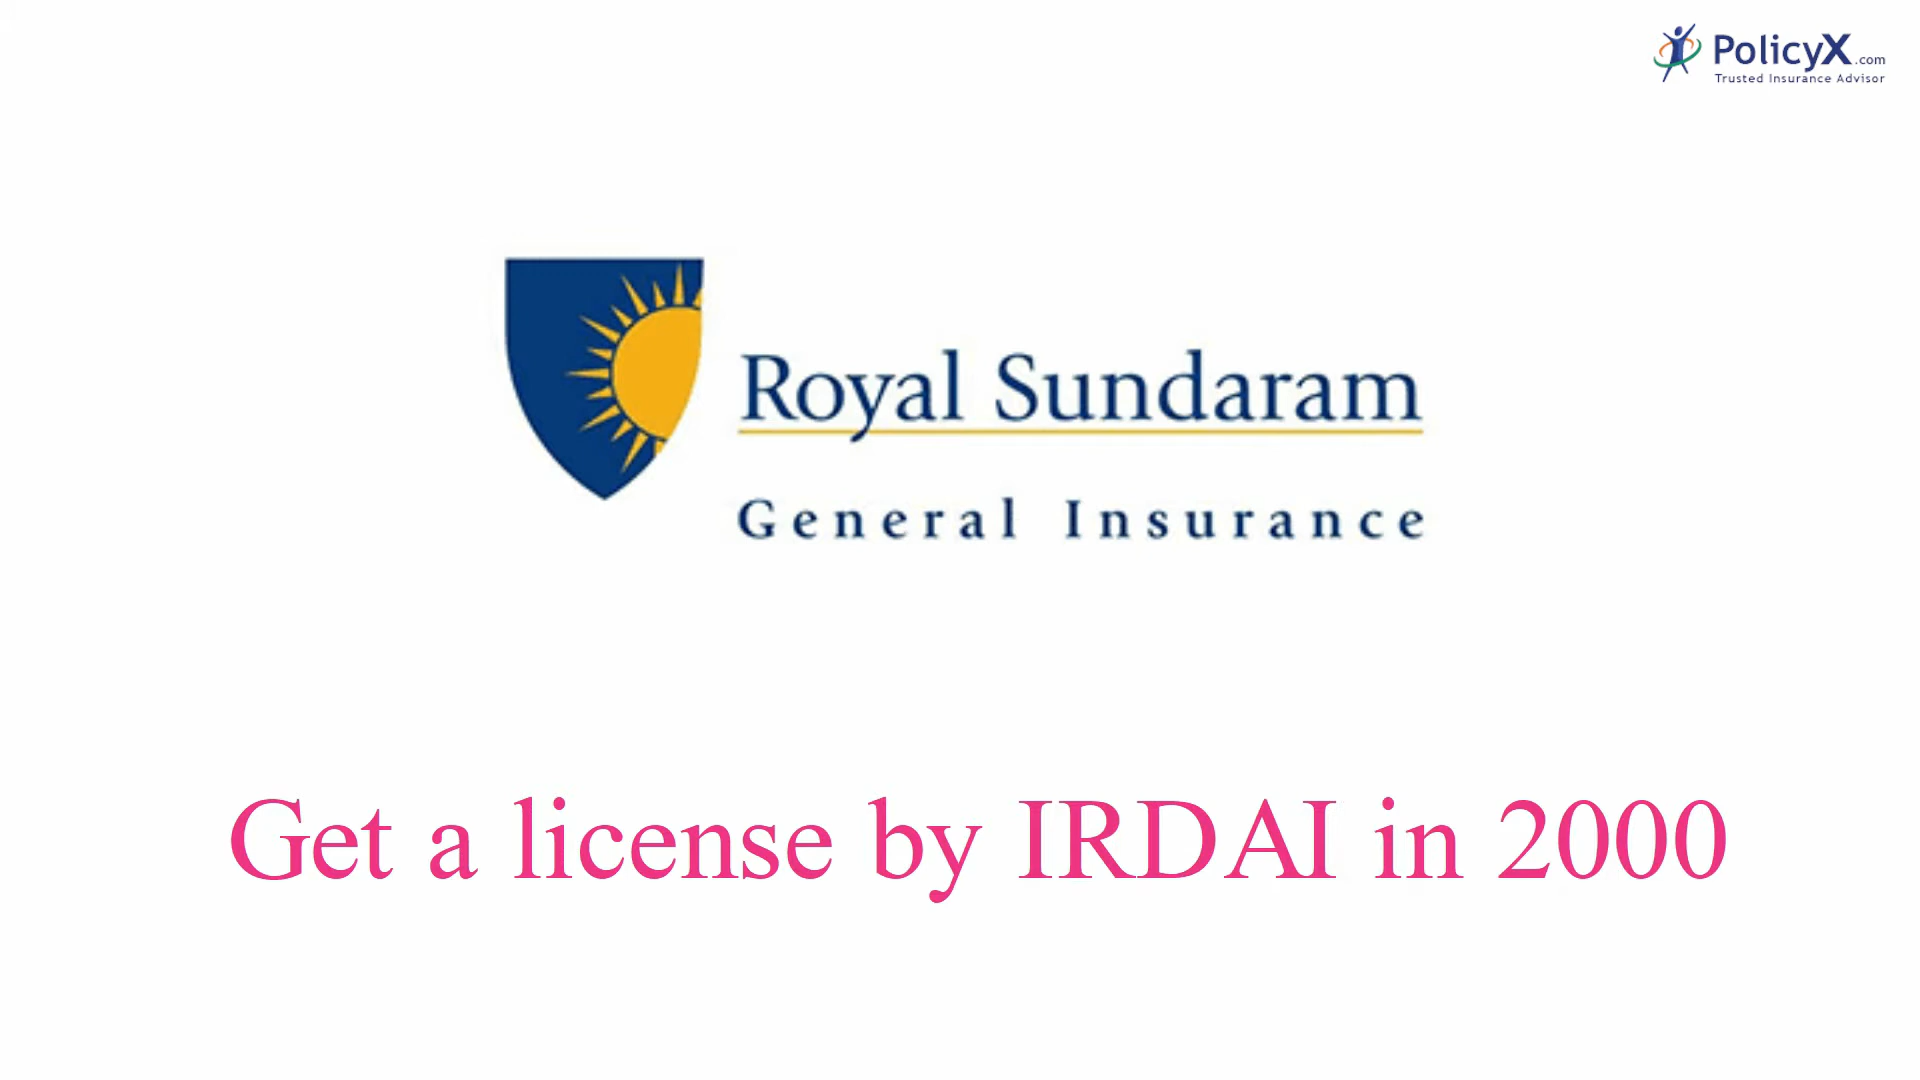 PolicyX.com
Trusted Insurance Advisor
Royal Sundaram
General Insurance
Get a license by IRDAI in 2000